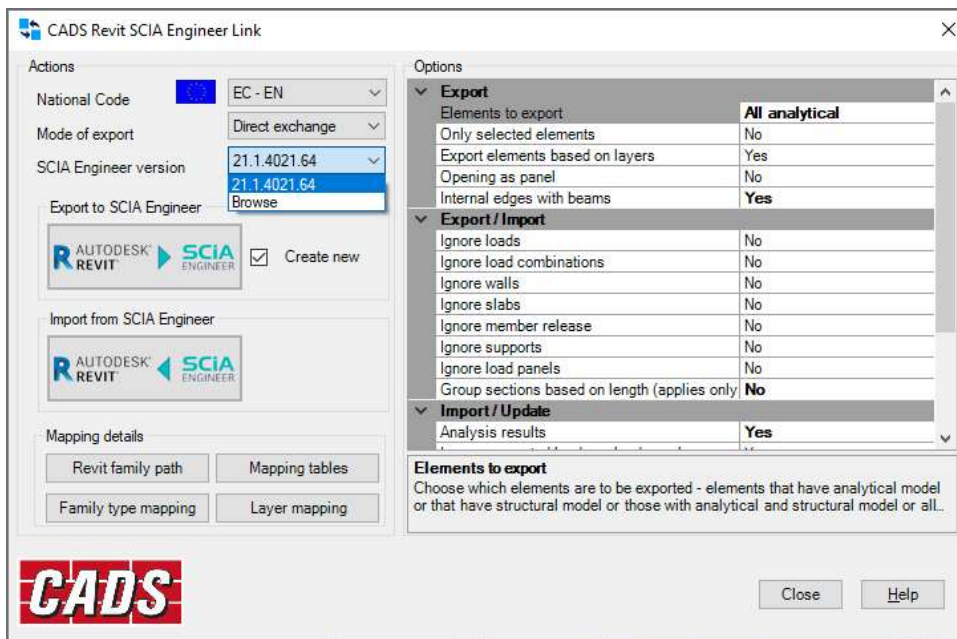 CADS Revit SCIA Engineer Link
Actions
National Code
EC - EN
Mode of export
Direct exchange
SCIA Engineer version
21.1.4021.64
21.1.4021.64
Browse
Export to SCIA Engineer
R AUTODESK® REVIT® SCiA ENGINEER
Create new
Import from SCIA Engineer
R AUTODESK® REVIT® SCiA ENGINEER
Mapping details
Revit family path
Mapping tables
Family type mapping
Layer mapping
Options
Export
Elements to export All analytical
Only selected elements No
Export elements based on layers Yes
Opening as panel No
Internal edges with beams Yes
Export / Import
Ignore loads No
Ignore load combinations No
Ignore walls No
Ignore slabs No
Ignore member release No
Ignore supports No
Ignore load panels No
Group sections based on length (applies only No
Import / Update
Analysis results Yes
Elements to export
Choose which elements are to be exported - elements that have analytical model
or that have structural model or those with analytical and structural model or all...
CADS
Close
Help